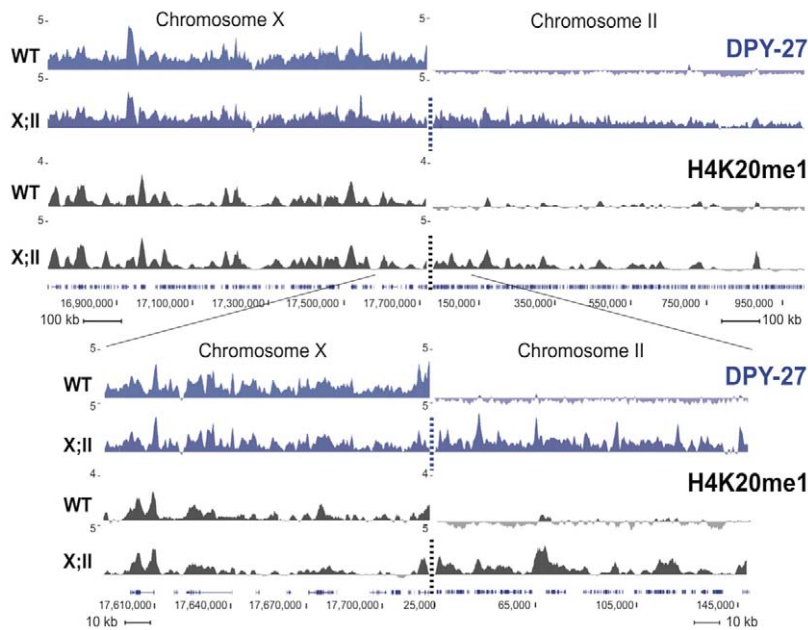 Chromosome X Chromosome II
5- 5-
WT DPY-27
5- 5-
X;II
4- 4-
H4K20me1
WT
5- 5-
X;II
16,900,000 17,100,000 17,300,000 17,500,000 17,700,000 150,000 350,000 550,000 750,000 950,000
100 kb 100 kb
Chromosome X Chromosome II
5- 5-
WT DPY-27
5- 5-
X;II
4- 4-
H4K20me1
WT
5- 5-
X;II
17,610,000 17,640,000 17,670,000 17,700,000 25,000 65,000 105,000 145,000
10 kb 10 kb